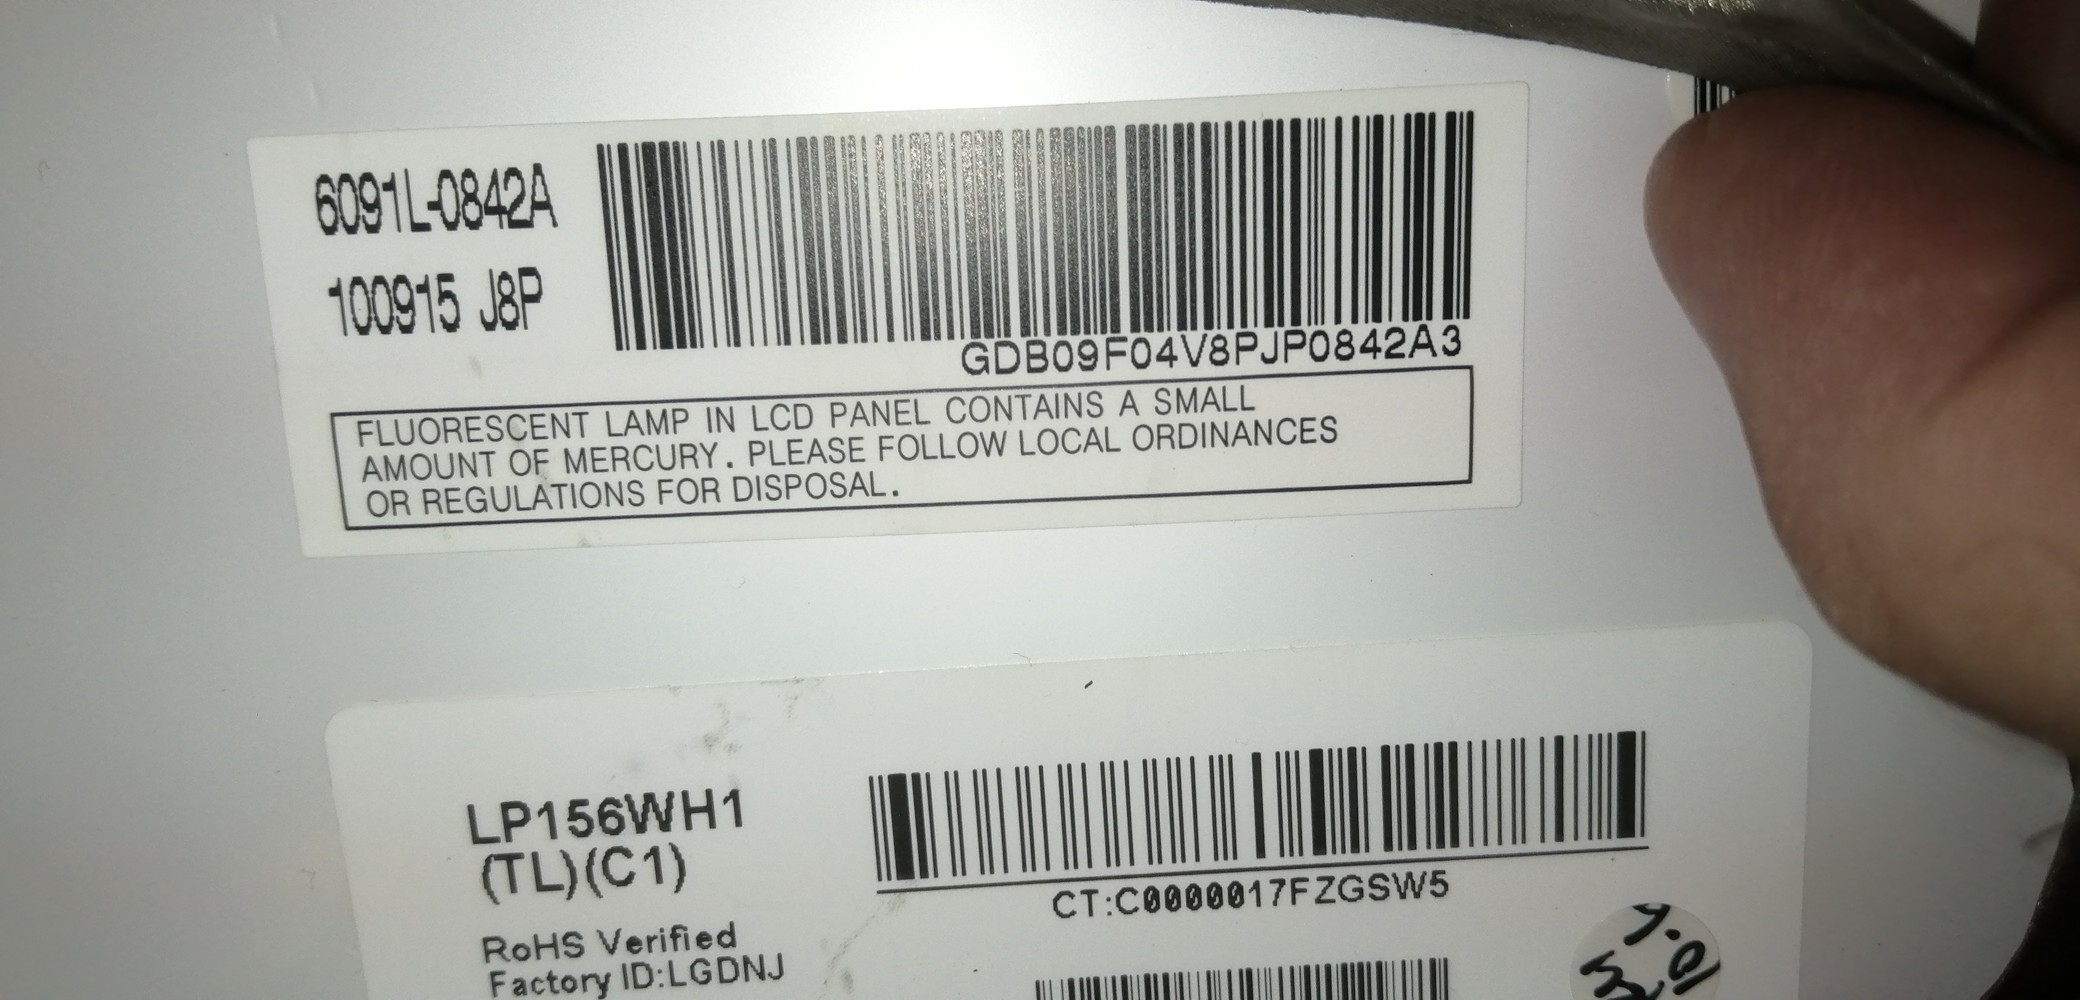 6091L-0842A
100915 J8P
GDB09F04V8PJP0842A3
FLUORESCENT LAMP IN LCD PANEL CONTAINS A SMALL
AMOUNT OF MERCURY. PLEASE FOLLOW LOCAL ORDINANCES
OR REGULATIONS FOR DISPOSAL.
LP156WH1
(TL)(C1)
CT:C0000017FZGSW5
RoHS Verified
Factory ID:LGDNJ